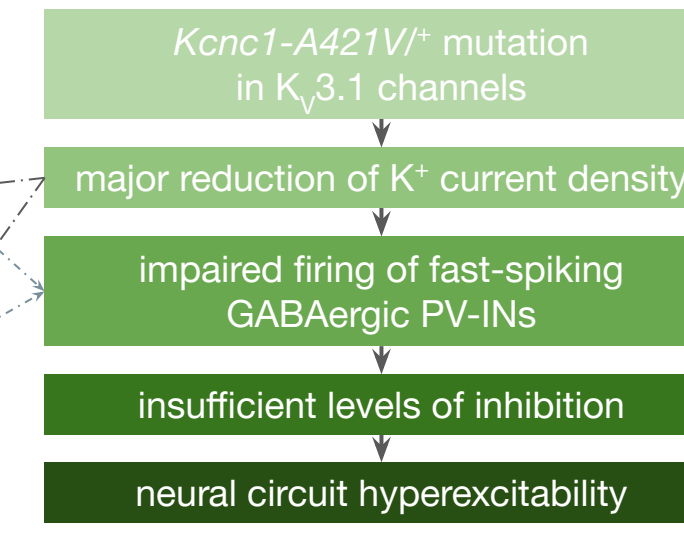 Kcnc1-A421V/⁺ mutation
in Kᵥ3.1 channels
major reduction of K⁺ current density
impaired firing of fast-spiking
GABAergic PV-INs
insufficient levels of inhibition
neural circuit hyperexcitability